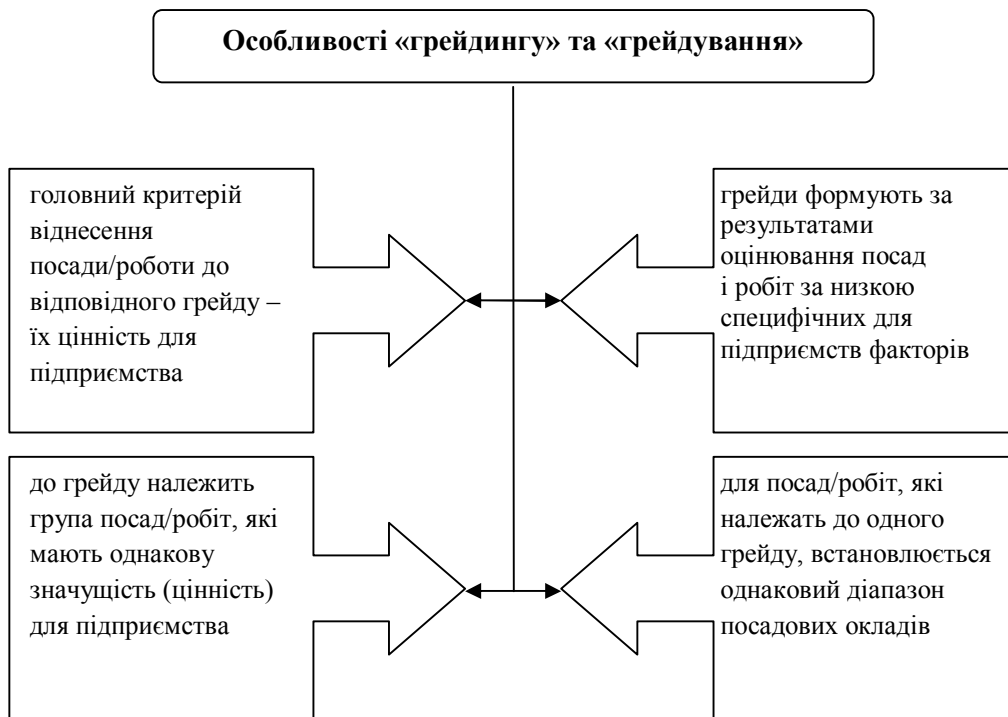 Особливості «грейдингу» та «грейдування»
головний критерій
віднесення
посади/роботи до
відповідного грейду –
їх цінність для
підприємства
грейди формують за
результатами
оцінювання посад
і робіт за низкою
специфічних для
підприємств факторів
до грейду належить
група посад/робіт, які
мають однакову
значущість (цінність)
для підприємства
для посад/робіт, які
належать до одного
грейду, встановлюється
однаковий діапазон
посадових окладів